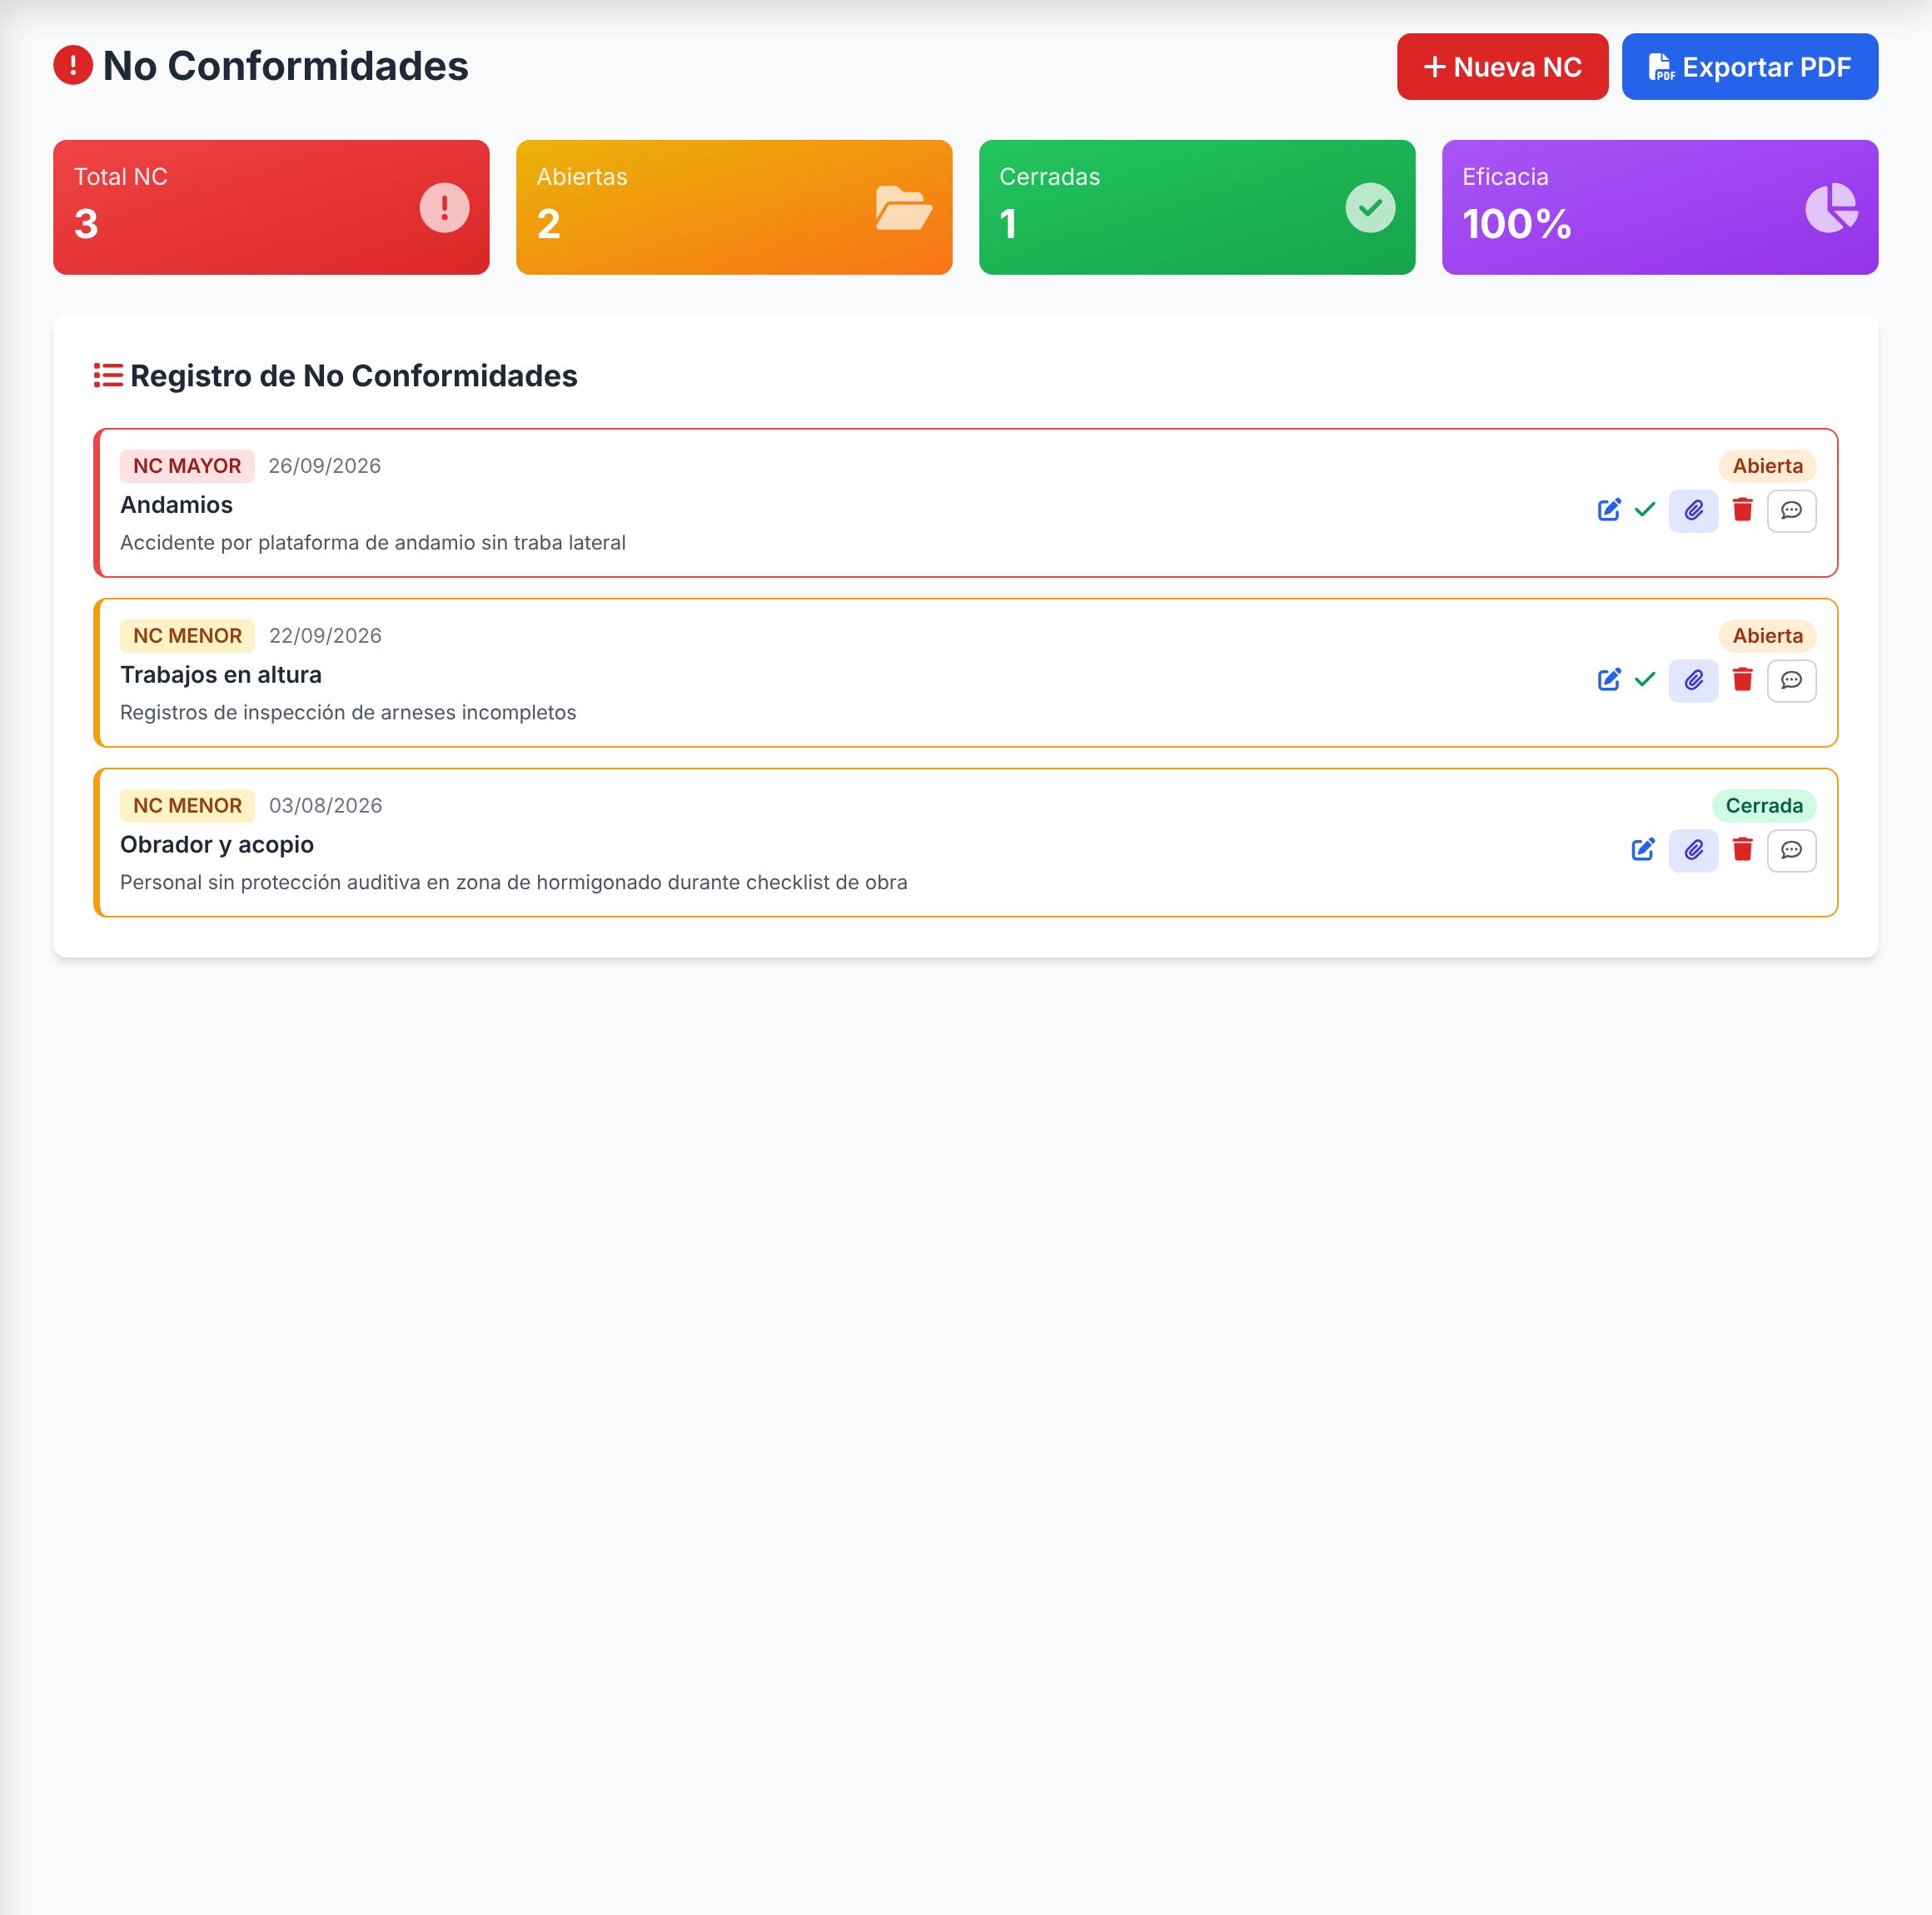 No Conformidades
Nueva NC
PDF Exportar PDF
Total NC
3
Abiertas
2
Cerradas
1
Eficacia
100%
Registro de No Conformidades
NC MAYOR 26/09/2026 Abierta
Andamios
Accidente por plataforma de andamio sin traba lateral
NC MENOR 22/09/2026 Abierta
Trabajos en altura
Registros de inspección de arneses incompletos
NC MENOR 03/08/2026 Cerrada
Obrador y acopio
Personal sin protección auditiva en zona de hormigonado durante checklist de obra